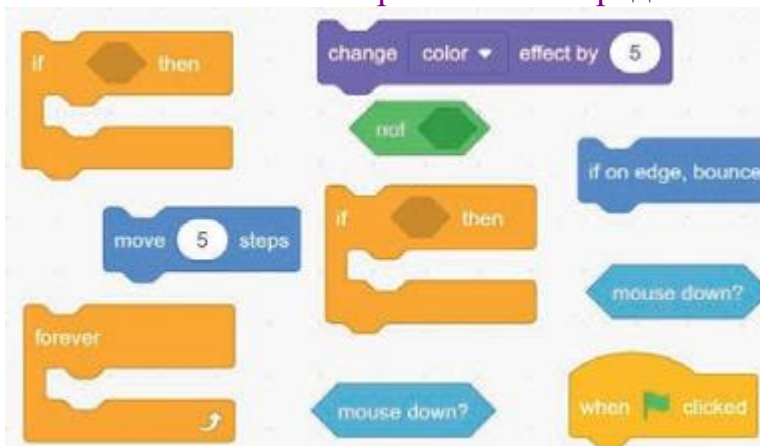 if then
change color effect by 5
not
if on edge, bounce
move 5 steps
if then
mouse down?
forever
mouse down?
when clicked